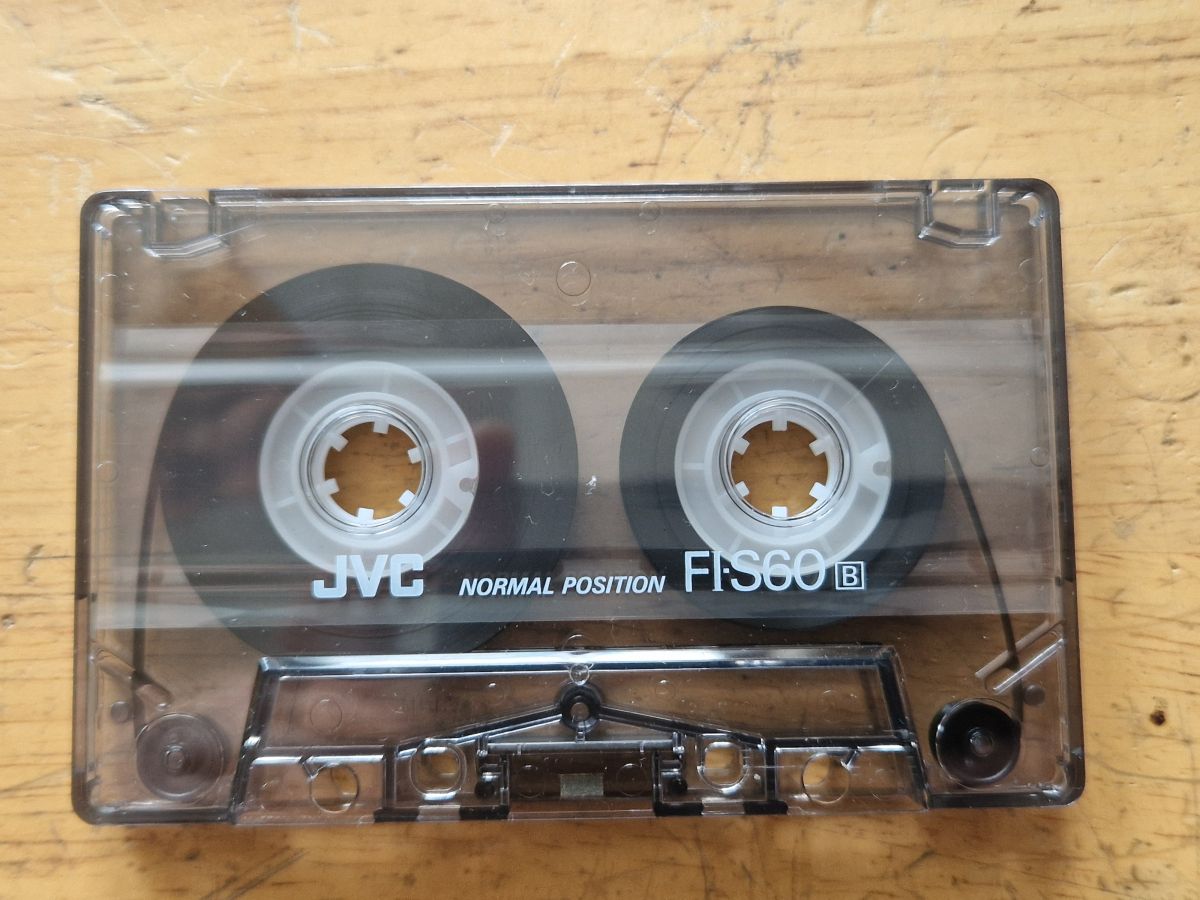 JVC NORMAL POSITION FI-S60 B